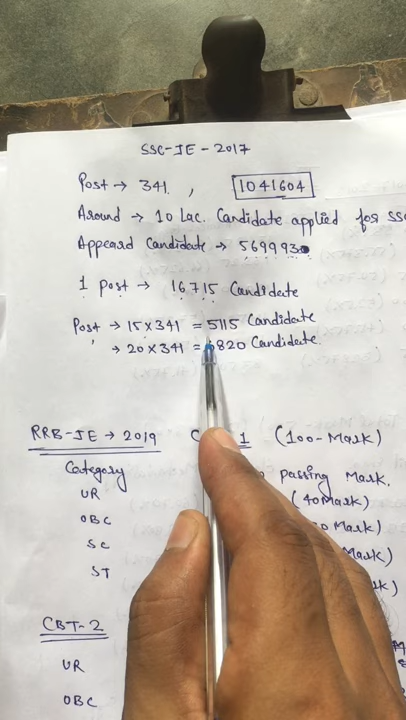 SSC-JE-2017
Post → 341 , 1041604
Around → 10 Lac. Candidate applied for SSC
Appeard Candidate → 569993
1 post → 16715 Candidate
Post → 15×341 = 5115 Candidate
" → 20×341 = 6820 Candidate
RRB-JE → 2019 1 (100-Mark)
Category passing Mark.
UR (40Mark)
OBC Mark)
SC Mark)
ST
CBT-2
UR
OBC